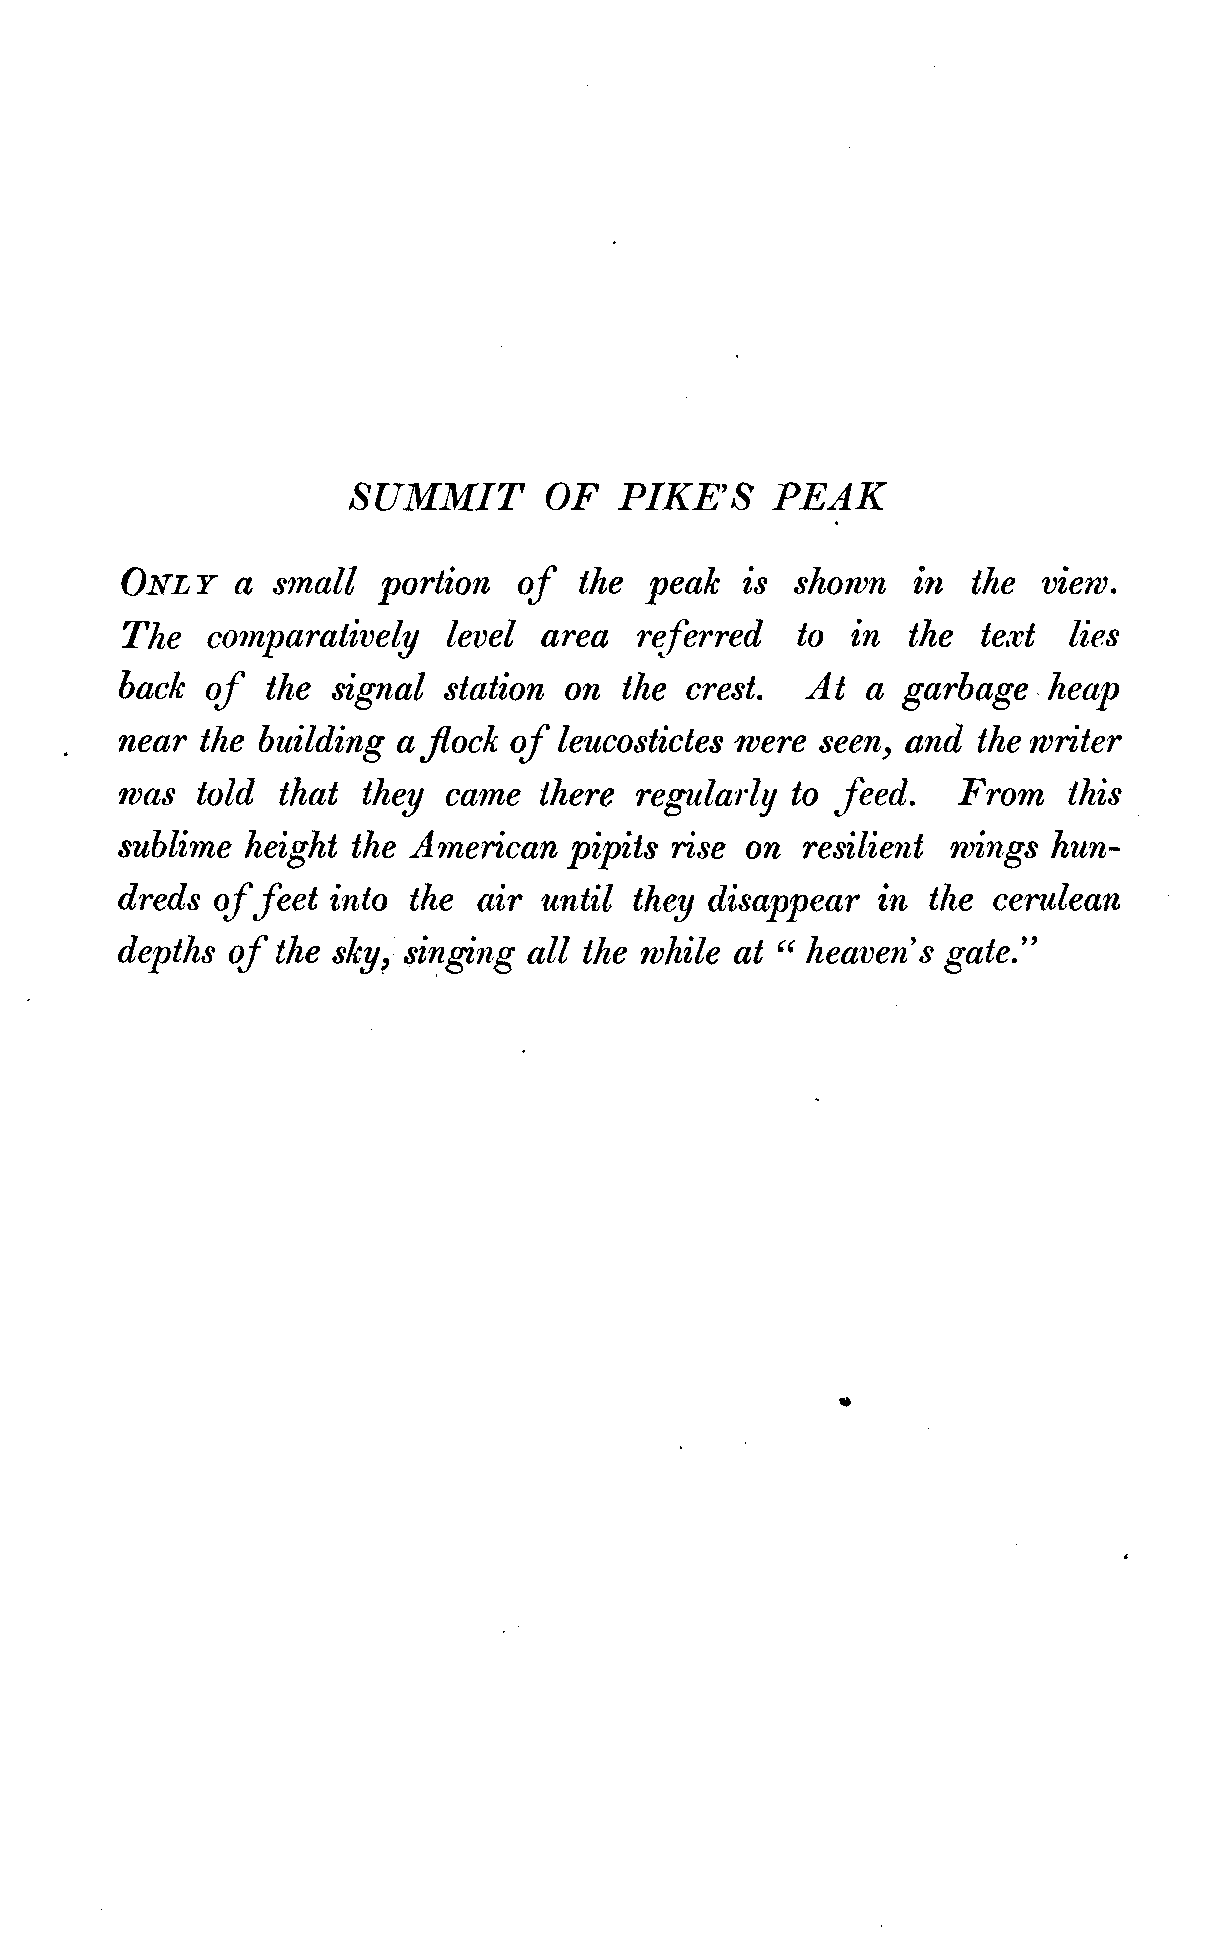 SUMMIT OF PIKE'S PEAK
ONLY a small portion of the peak is shown in the view.
The comparatively level area referred to in the text lies
back of the signal station on the crest. At a garbage heap
near the building a flock of leucostictes were seen, and the writer
was told that they came there regularly to feed. From this
sublime height the American pipits rise on resilient wings hun-
dreds of feet into the air until they disappear in the cerulean
depths of the sky, singing all the while at " heaven's gate."